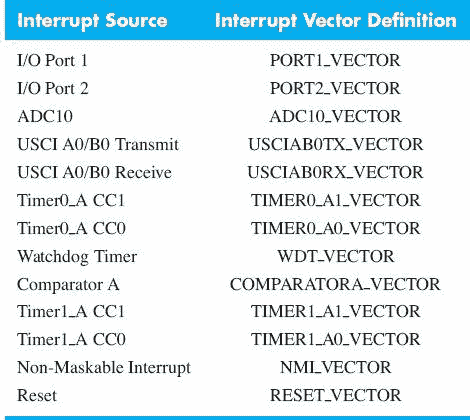 Interrupt Source Interrupt Vector Definition
I/O Port 1 PORT1_VECTOR
I/O Port 2 PORT2_VECTOR
ADC10 ADC10_VECTOR
USCI A0/B0 Transmit USCIAB0TX_VECTOR
USCI A0/B0 Receive USCIAB0RX_VECTOR
Timer0_A CC1 TIMER0_A1_VECTOR
Timer0_A CC0 TIMER0_A0_VECTOR
Watchdog Timer WDT_VECTOR
Comparator A COMPARATORA_VECTOR
Timer1_A CC1 TIMER1_A1_VECTOR
Timer1_A CC0 TIMER1_A0_VECTOR
Non-Maskable Interrupt NMI_VECTOR
Reset RESET_VECTOR